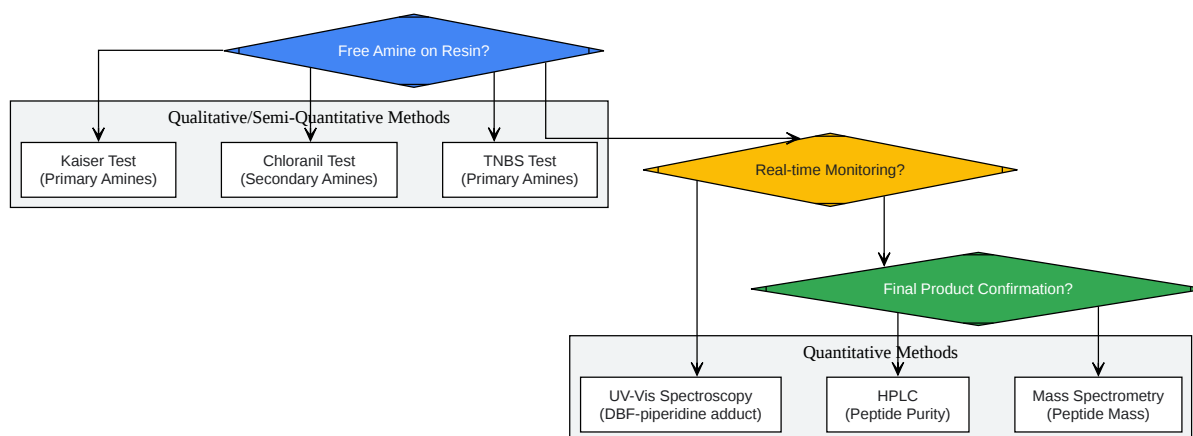 Free Amine on Resin?
Qualitative/Semi-Quantitative Methods
Kaiser Test
(Primary Amines)
Chloranil Test
(Secondary Amines)
TNBS Test
(Primary Amines)
Real-time Monitoring?
Final Product Confirmation?
Quantitative Methods
UV-Vis Spectroscopy
(DBF-piperidine adduct)
HPLC
(Peptide Purity)
Mass Spectrometry
(Peptide Mass)